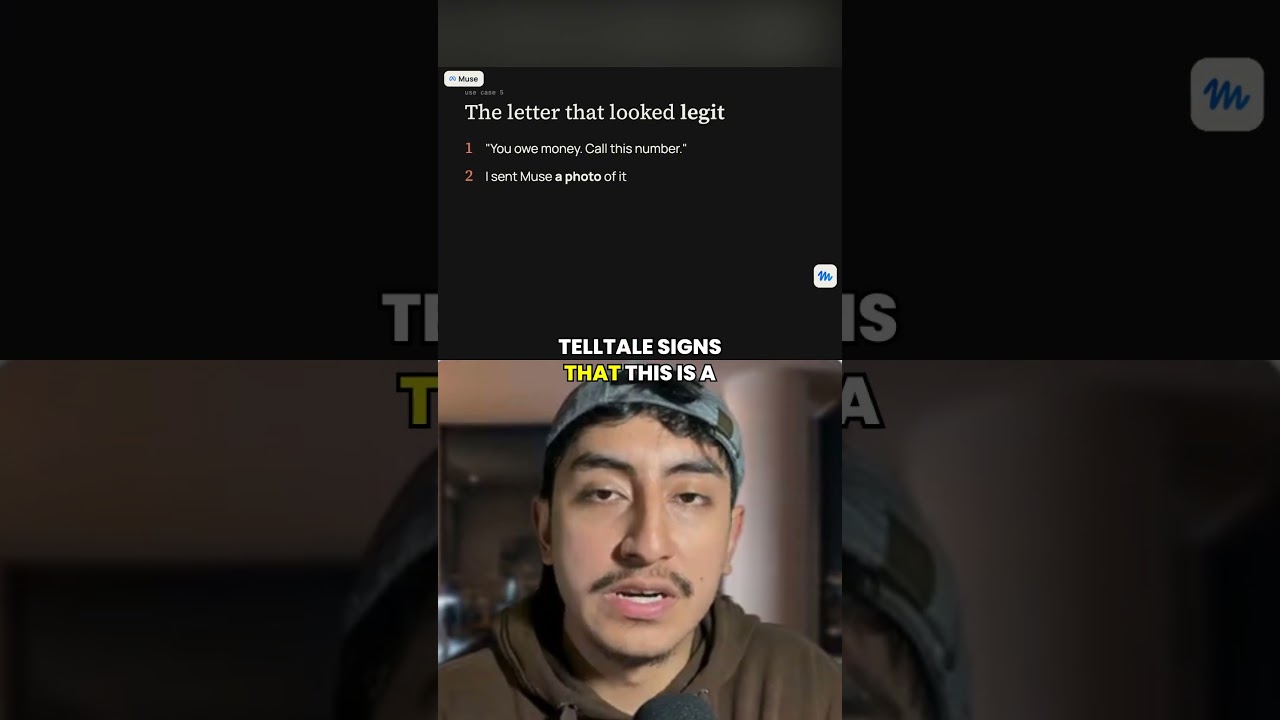 Muse
use case 5
The letter that looked legit
1 "You owe money. Call this number."
2 I sent Muse a photo of it
TELLTALE SIGNS
THAT THIS IS A